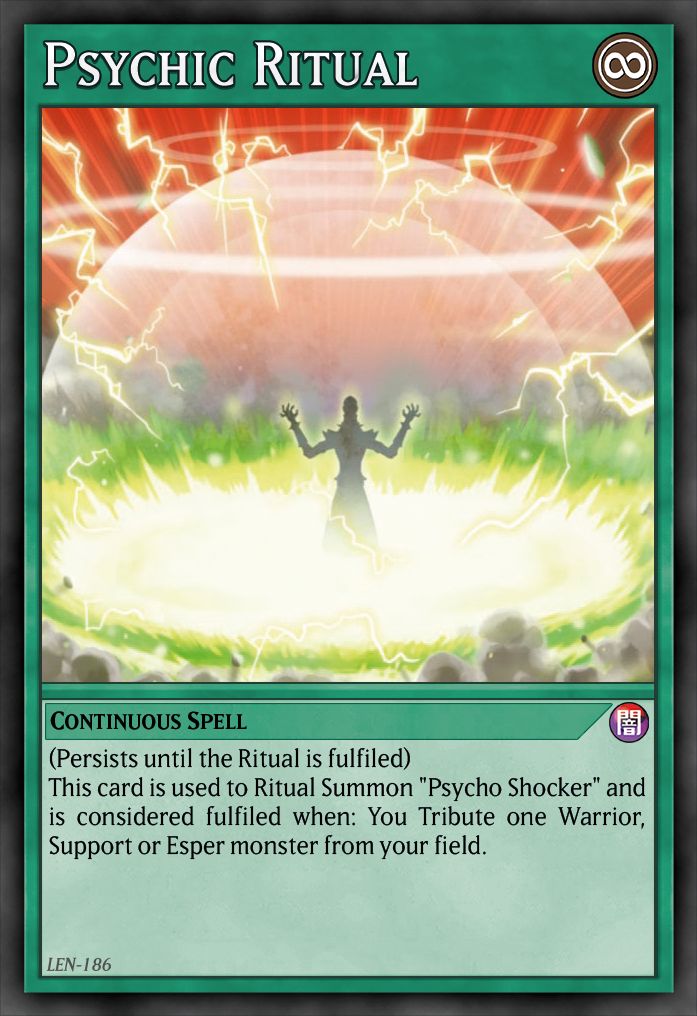 Psychic Ritual
Continuous Spell
闇
(Persists until the Ritual is fulfiled)
This card is used to Ritual Summon "Psycho Shocker" and
is considered fulfiled when: You Tribute one Warrior,
Support or Esper monster from your field.
LEN-186